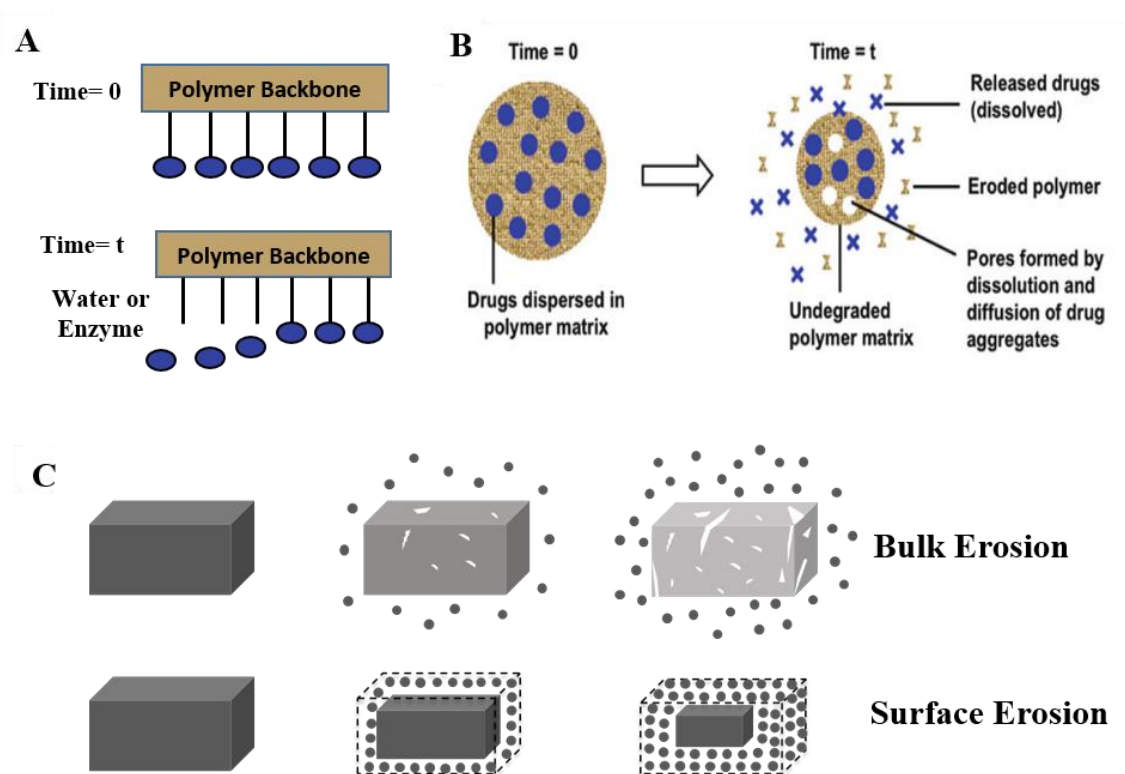 A
Time= 0
Polymer Backbone
Time= t
Polymer Backbone
Water or
Enzyme
B
Time = 0
Time = t
Released drugs
(dissolved)
Eroded polymer
Pores formed by
dissolution and
diffusion of drug
aggregates
Drugs dispersed in
polymer matrix
Undegraded
polymer matrix
C
Bulk Erosion
Surface Erosion